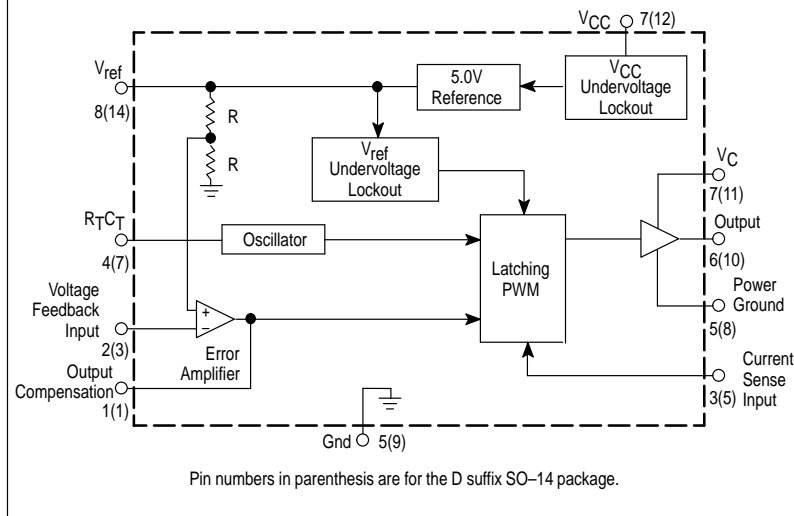 VCC 7(12)
Vref
8(14)
R
R
5.0V
Reference
VCC
Undervoltage
Lockout
Vref
Undervoltage
Lockout
VC
7(11)
RTCT
4(7)
Oscillator
Latching
PWM
Output
6(10)
Voltage
Feedback
Input
2(3)
+
–
Error
Amplifier
Power
Ground
5(8)
Output
Compensation
1(1)
Current
Sense
Input
3(5)
Gnd 5(9)
Pin numbers in parenthesis are for the D suffix SO–14 package.